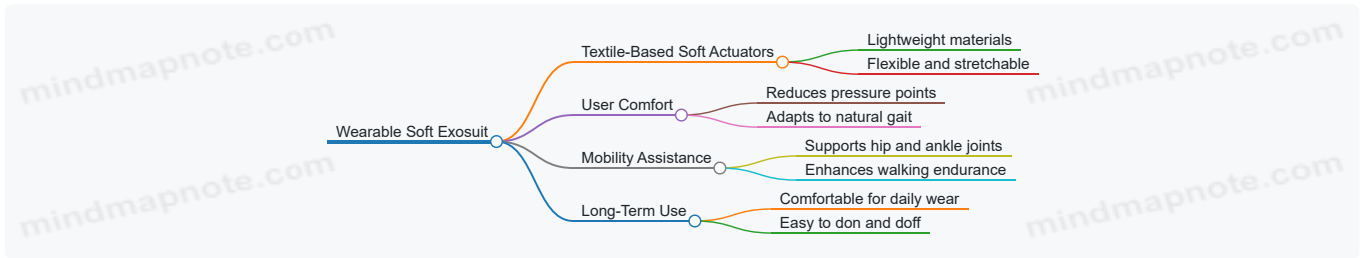 mindmapnote.com
mindmapnote.com
Wearable Soft Exosuit
Textile-Based Soft Actuators
Lightweight materials
Flexible and stretchable
User Comfort
Reduces pressure points
Adapts to natural gait
Mobility Assistance
Supports hip and ankle joints
Enhances walking endurance
Long-Term Use
Comfortable for daily wear
Easy to don and doff
mindmapnote.com
mindmapnote.com